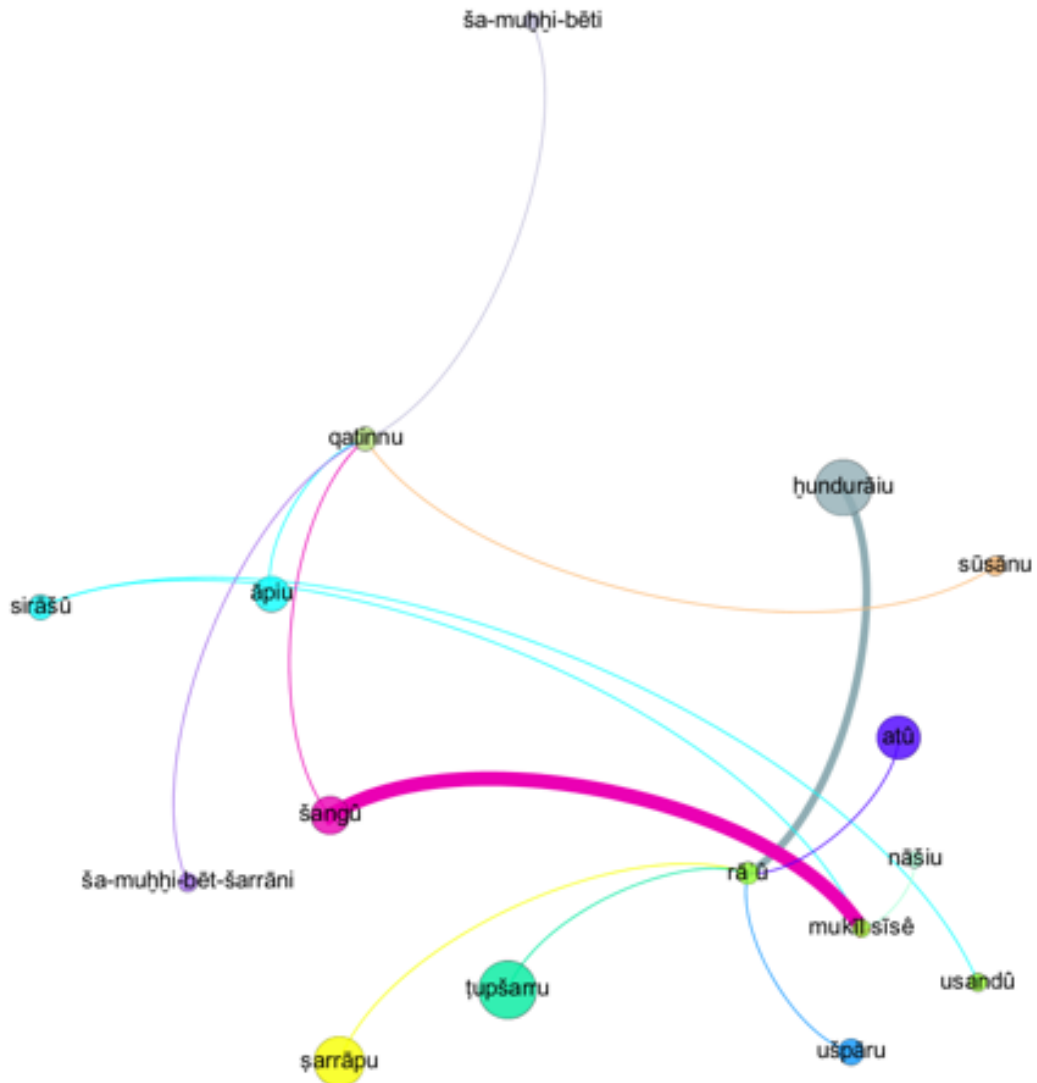 ša-muḫḫi-bēti
qatinnu
ḫundurāiu
sūsānu
āpiu
sirāšû
atû
šangû
nāšiu
rā'û
ša-muḫḫi-bēt-šarrāni
mukīl sīsê
usandû
ṭupšarru
ušpāru
ṣarrāpu